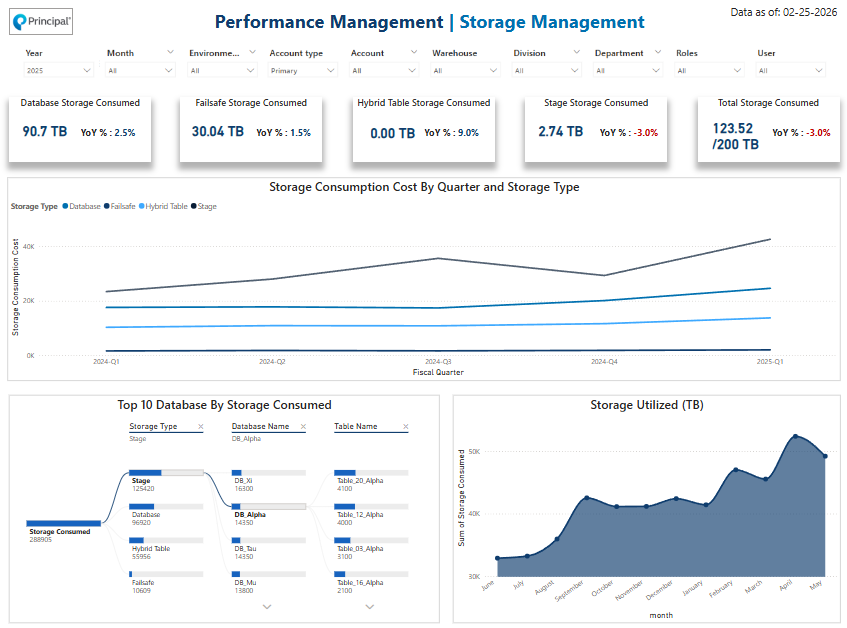 Principal®
Performance Management | Storage Management
Data as of: 02-25-2026
Year Month Environme... Account type Account Warehouse Division Department Roles User
2025 All All Primary All All All All All All
Database Storage Consumed
90.7 TB YoY % : 2.5%
Failsafe Storage Consumed
30.04 TB YoY % : 1.5%
Hybrid Table Storage Consumed
0.00 TB YoY % : 9.0%
Stage Storage Consumed
2.74 TB YoY % : -3.0%
Total Storage Consumed
123.52
/200 TB YoY % : -3.0%
Storage Consumption Cost By Quarter and Storage Type
Storage Type Database Failsafe Hybrid Table Stage
Storage Consumption Cost
40K
20K
0K
2024-Q1 2024-Q2 2024-Q3 2024-Q4 2025-Q1
Fiscal Quarter
Top 10 Database By Storage Consumed
Storage Type Database Name Table Name
Stage DB_Alpha
Storage Consumed
288905
Stage
125420
Database
96920
Hybrid Table
55956
Failsafe
10609
DB_Xi
16300
DB_Alpha
14350
DB_Tau
14350
DB_Mu
13800
Table_20_Alpha
4100
Table_12_Alpha
4000
Table_03_Alpha
3100
Table_16_Alpha
2100
Storage Utilized (TB)
Sum of Storage Consumed
50K
40K
30K
June July August September October November December January February March April May
month